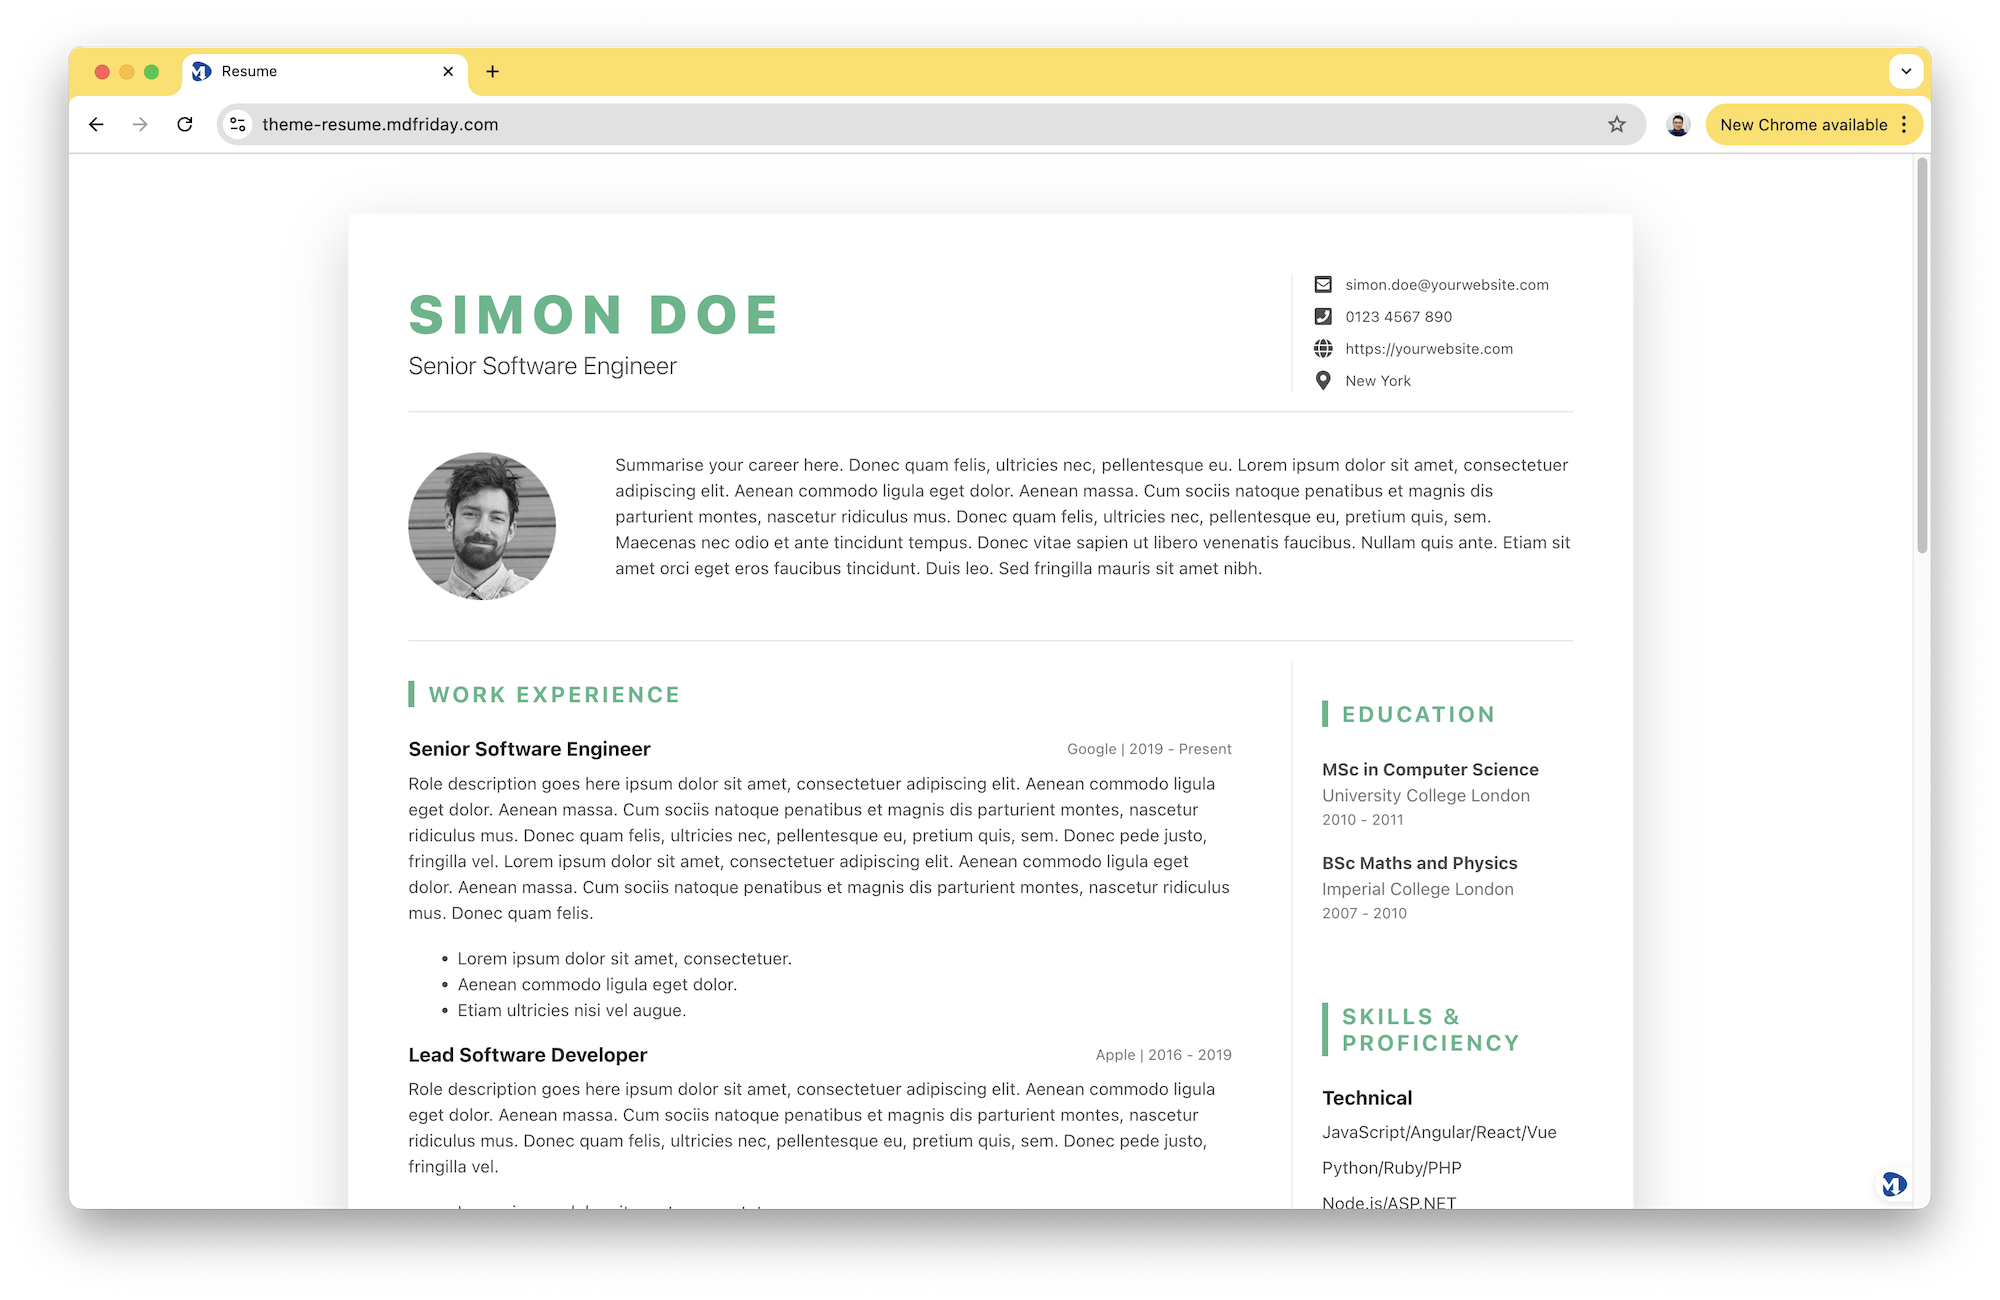 Resume
theme-resume.mdfriday.com
New Chrome available
SIMON DOE
Senior Software Engineer
simon.doe@yourwebsite.com
0123 4567 890
https://yourwebsite.com
New York
Summarise your career here. Donec quam felis, ultricies nec, pellentesque eu. Lorem ipsum dolor sit amet, consectetuer
adipiscing elit. Aenean commodo ligula eget dolor. Aenean massa. Cum sociis natoque penatibus et magnis dis
parturient montes, nascetur ridiculus mus. Donec quam felis, ultricies nec, pellentesque eu, pretium quis, sem.
Maecenas nec odio et ante tincidunt tempus. Donec vitae sapien ut libero venenatis faucibus. Nullam quis ante. Etiam sit
amet orci eget eros faucibus tincidunt. Duis leo. Sed fringilla mauris sit amet nibh.
WORK EXPERIENCE
Senior Software Engineer
Google | 2019 - Present
Role description goes here ipsum dolor sit amet, consectetuer adipiscing elit. Aenean commodo ligula
eget dolor. Aenean massa. Cum sociis natoque penatibus et magnis dis parturient montes, nascetur
ridiculus mus. Donec quam felis, ultricies nec, pellentesque eu, pretium quis, sem. Donec pede justo,
fringilla vel. Lorem ipsum dolor sit amet, consectetuer adipiscing elit. Aenean commodo ligula eget
dolor. Aenean massa. Cum sociis natoque penatibus et magnis dis parturient montes, nascetur ridiculus
mus. Donec quam felis.
• Lorem ipsum dolor sit amet, consectetuer.
• Aenean commodo ligula eget dolor.
• Etiam ultricies nisi vel augue.
Lead Software Developer
Apple | 2016 - 2019
Role description goes here ipsum dolor sit amet, consectetuer adipiscing elit. Aenean commodo ligula
eget dolor. Aenean massa. Cum sociis natoque penatibus et magnis dis parturient montes, nascetur
ridiculus mus. Donec quam felis, ultricies nec, pellentesque eu, pretium quis, sem. Donec pede justo,
fringilla vel.
EDUCATION
MSc in Computer Science
University College London
2010 - 2011
BSc Maths and Physics
Imperial College London
2007 - 2010
SKILLS &
PROFICIENCY
Technical
JavaScript/Angular/React/Vue
Python/Ruby/PHP
Node.js/ASP.NET